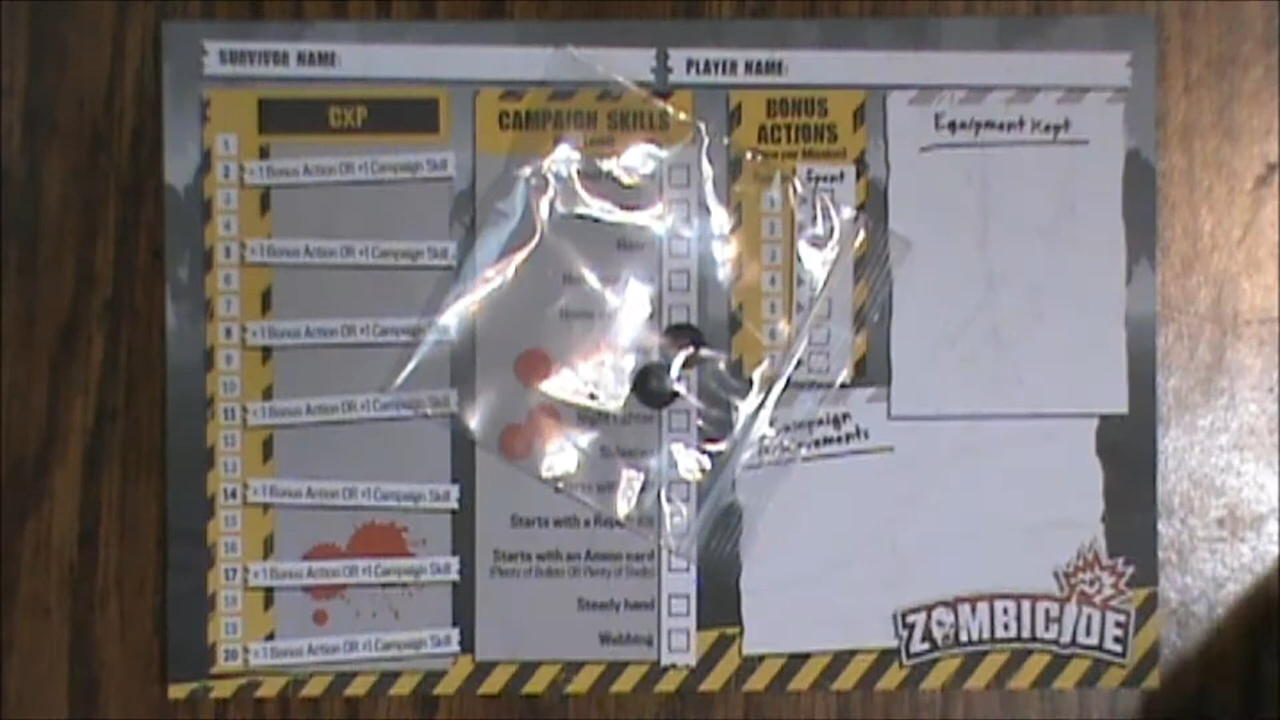 SURVIVOR NAME:
PLAYER NAME:
CXP
1
2 +1 Bonus Action OR +1 Campaign Skill
3
4
5 +1 Bonus Action OR +1 Campaign Skill
6
7
8 +1 Bonus Action OR +1 Campaign Skill
9
10
11 +1 Bonus Action OR +1 Campaign Skill
12
13
14 +1 Bonus Action OR +1 Campaign Skill
15
16
17 +1 Bonus Action OR +1 Campaign Skill
18
19
20 +1 Bonus Action OR +1 Campaign Skill
CAMPAIGN SKILLS
Starts with a
Starts with an Ammo card
(Plenty of Bullets OR Plenty of Shells)
Steady hand
Webbing
BONUS
ACTIONS
Spent
1
2
3
4
5
6
7
Equipment Kept
Campaign
Achievements
ZOMBICIDE